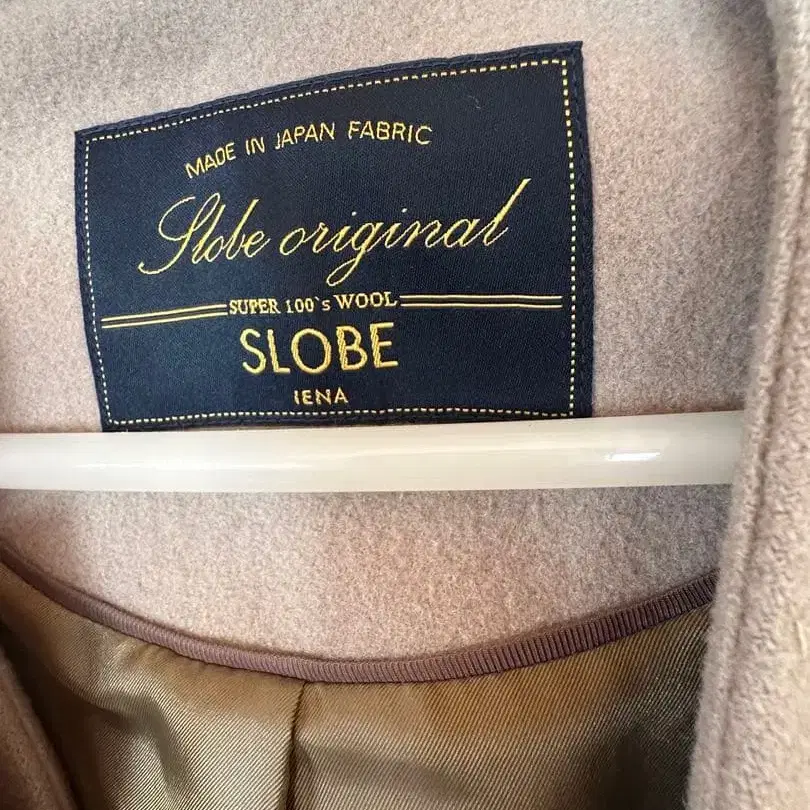 MADE IN JAPAN FABRIC
Slobe original
SUPER 100's WOOL
SLOBE
IENA